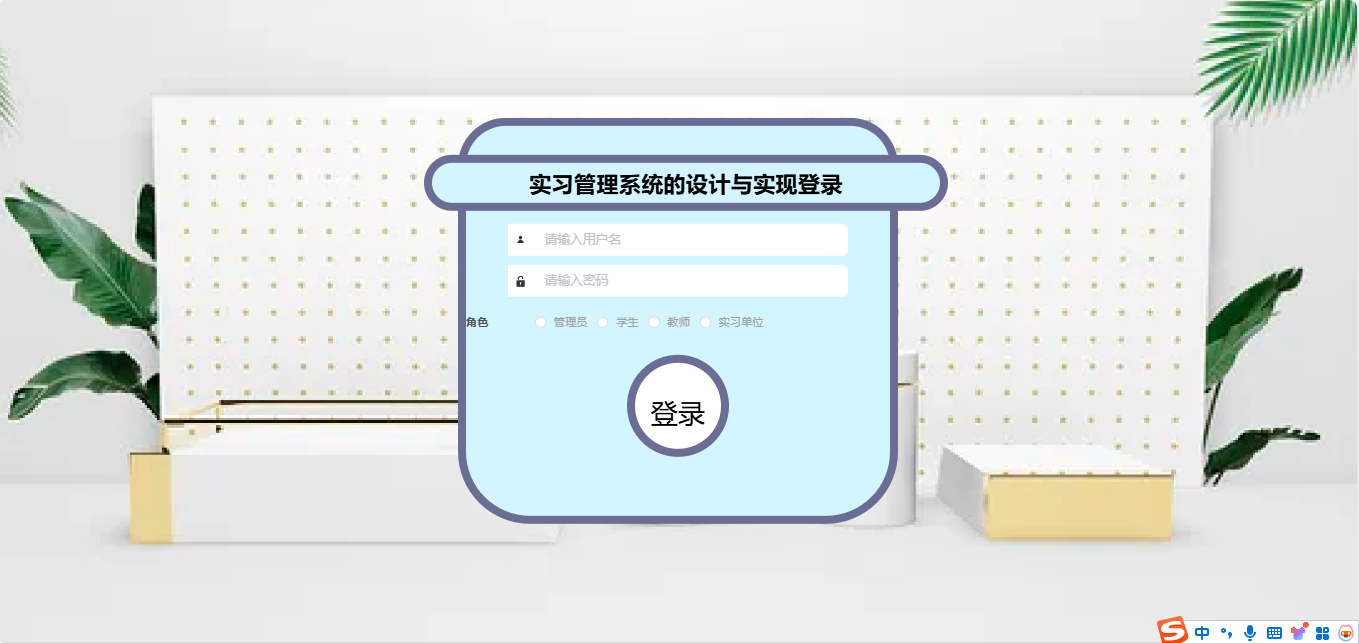 实习管理系统的设计与实现登录
请输入用户名
请输入密码
角色 管理员 学生 教师 实习单位
登录
S 中